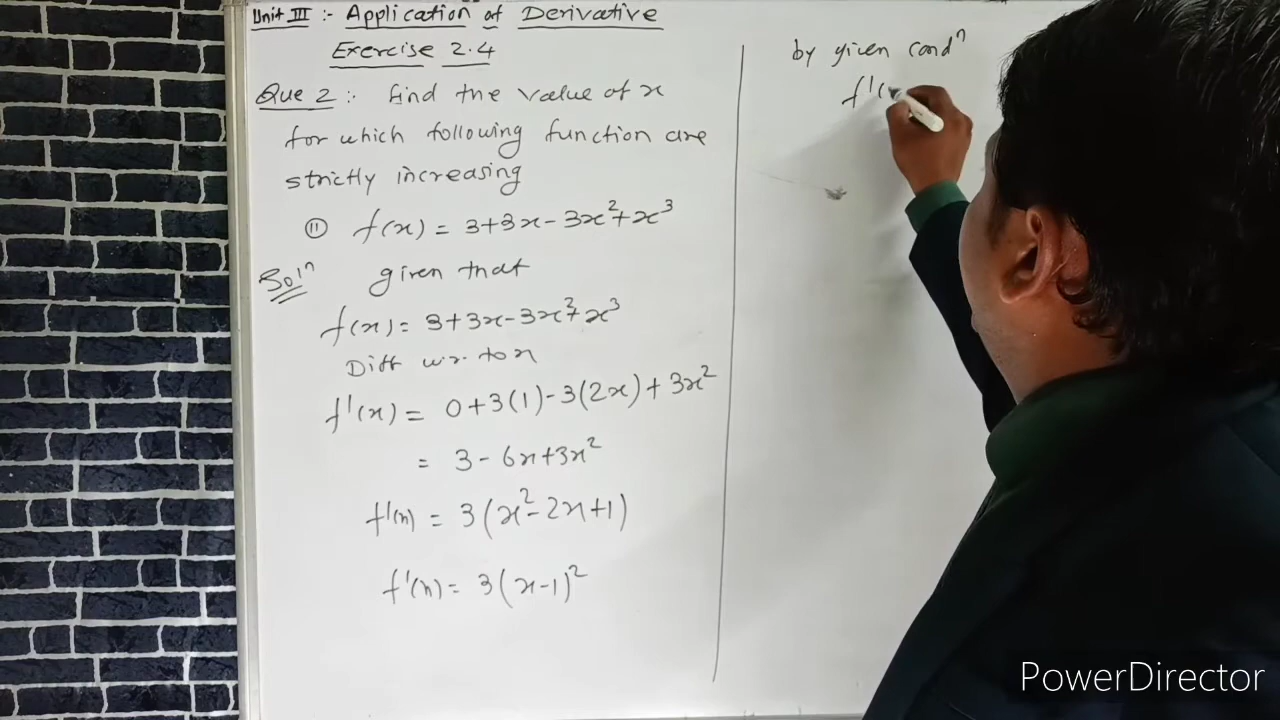 Unit III :- Application of Derivative
Exercise 2.4
Que 2 :- find the value of x
for which following function are
strictly increasing
(ii) f(x) = 3+3x-3x²+x³
Solⁿ given that
f(x) = 3+3x-3x²+x³
Diff w.r. to x
f'(x) = 0+3(1)-3(2x)+3x²
= 3-6x+3x²
f'(x) = 3(x²-2x+1)
f'(x) = 3(x-1)²
by given condⁿ
f'(
PowerDirector